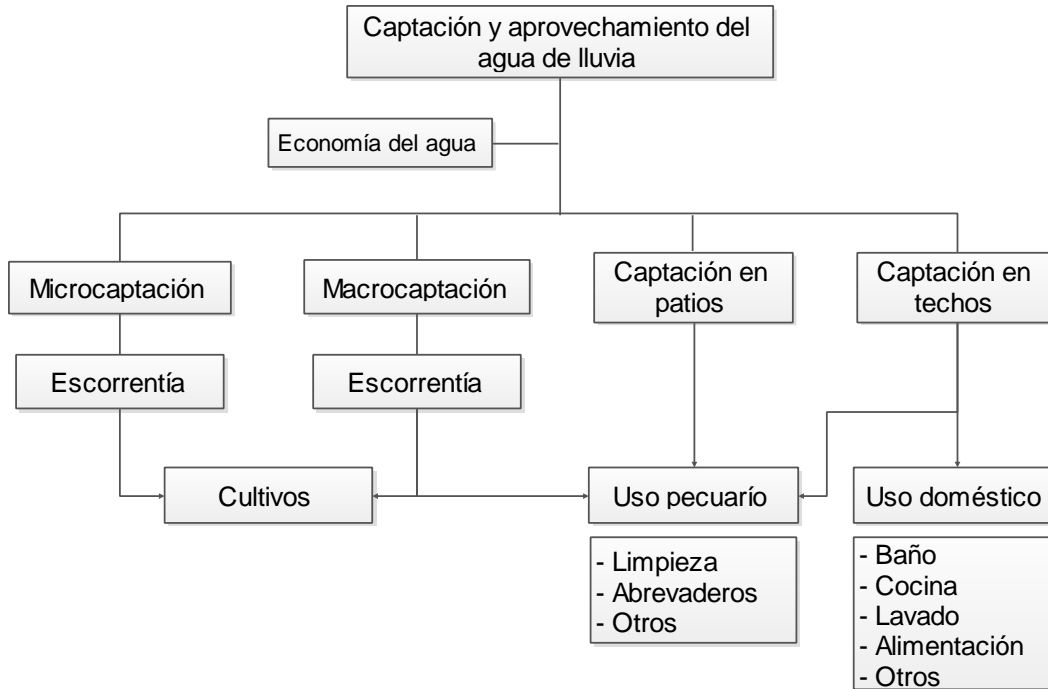 Captación y aprovechamiento del
agua de lluvia
Economía del agua
Microcaptación
Macrocaptación
Captación en
patios
Captación en
techos
Escorrentía
Escorrentía
Cultivos
Uso pecuarío
Uso doméstico
- Limpieza
- Abrevaderos
- Otros
- Baño
- Cocina
- Lavado
- Alimentación
- Otros